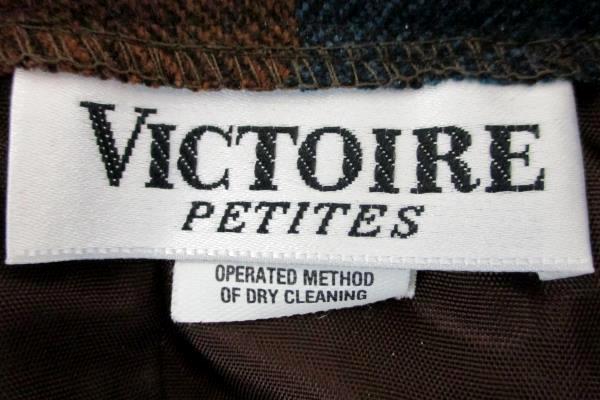 VICTOIRE
PETITES
OPERATED METHOD
OF DRY CLEANING